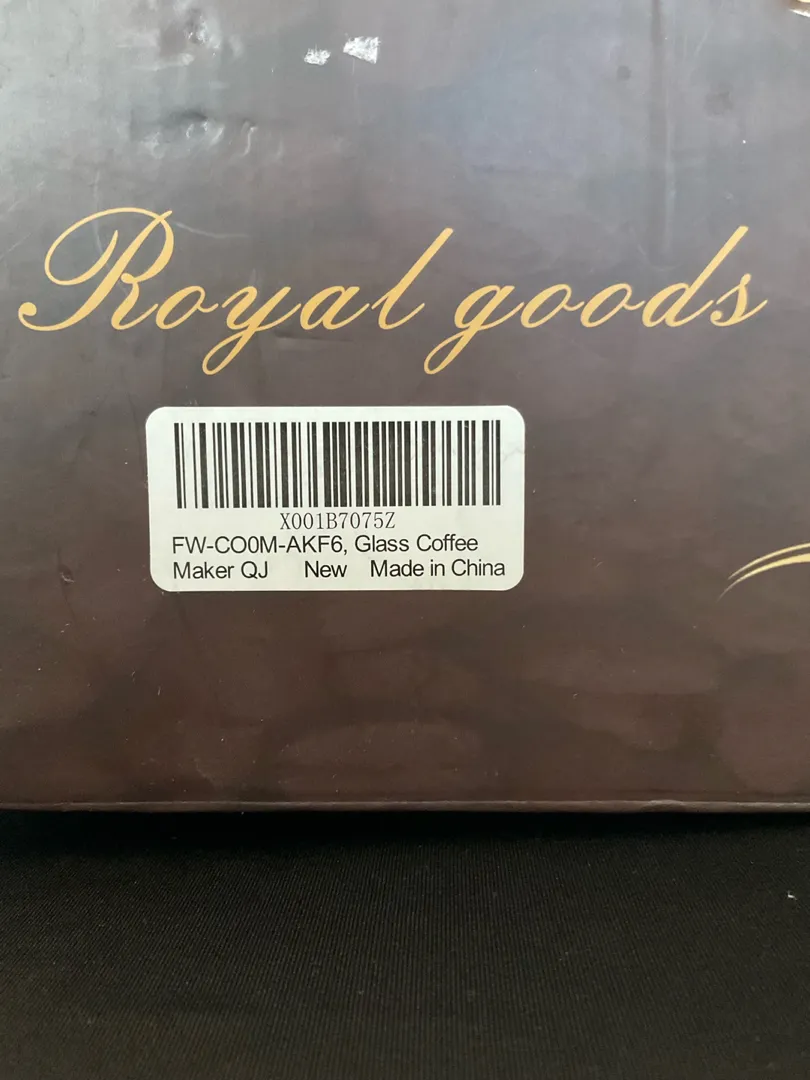 Royal goods
X001B7075Z
FW-CO0M-AKF6, Glass Coffee
Maker QJ New Made in China